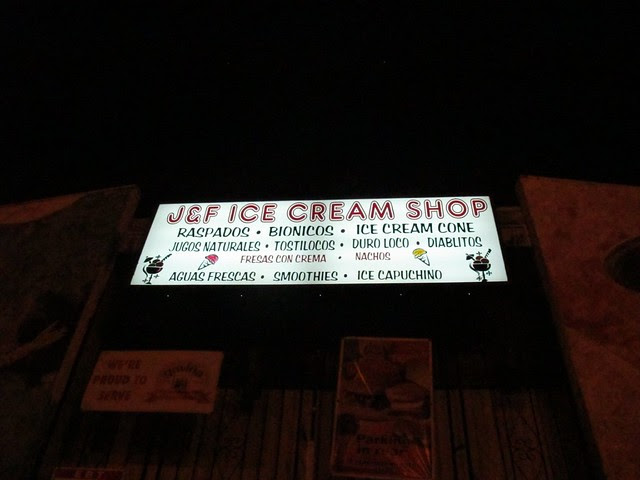 J&F ICE CREAM SHOP
RASPADOS • BIONICOS • ICE CREAM CONE
JUGOS NATURALES • TOSTILOCOS • DURO LOCO • DIABLITOS
FRESAS CON CREMA • NACHOS
AGUAS FRESCAS • SMOOTHIES • ICE CAPUCHINO
WE'RE
PROUD TO
SERVE
Parking